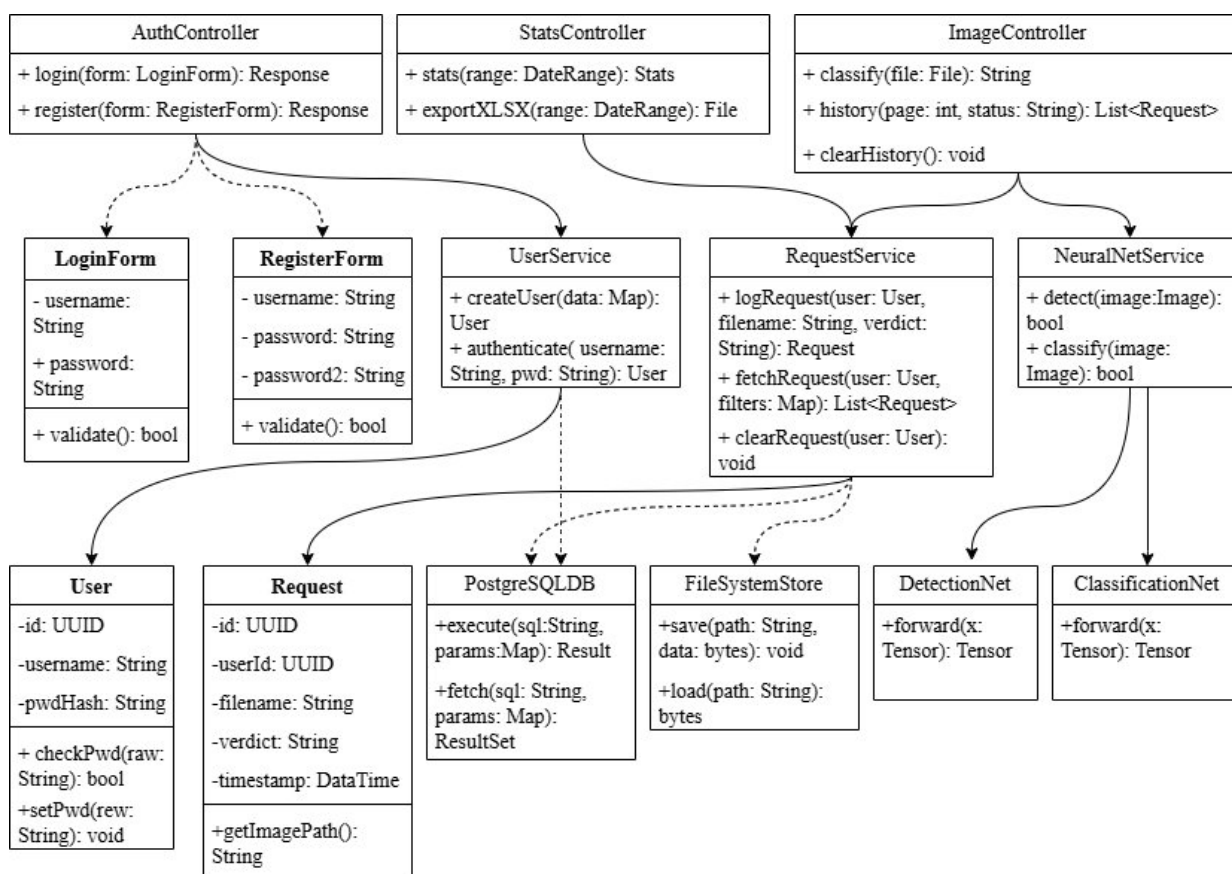 AuthController
+ login(form: LoginForm): Response
+ register(form: RegisterForm): Response
StatsController
+ stats(range: DateRange): Stats
+ exportXLSX(range: DateRange): File
ImageController
+ classify(file: File): String
+ history(page: int, status: String): List<Request>
+ clearHistory(): void
LoginForm
- username:
String
+ password:
String
+ validate(): bool
RegisterForm
- username: String
- password: String
- password2: String
+ validate(): bool
UserService
+ createUser(data: Map):
User
+ authenticate( username:
String, pwd: String): User
RequestService
+ logRequest(user: User,
filename: String, verdict:
String): Request
+ fetchRequest(user: User,
filters: Map): List<Request>
+ clearRequest(user: User):
void
NeuralNetService
+ detect(image:Image):
bool
+ classify(image:
Image): bool
User
-id: UUID
-username: String
-pwdHash: String
+ checkPwd(raw:
String): bool
+setPwd(rew:
String): void
Request
-id: UUID
-userId: UUID
-filename: String
-verdict: String
-timestamp: DataTime
+getImagePath():
String
PostgreSQLDB
+execute(sql:String,
params:Map): Result
+fetch(sql: String,
params: Map):
ResultSet
FileSystemStore
+save(path: String,
data: bytes): void
+load(path: String):
bytes
DetectionNet
+forward(x:
Tensor): Tensor
ClassificationNet
+forward(x:
Tensor): Tensor